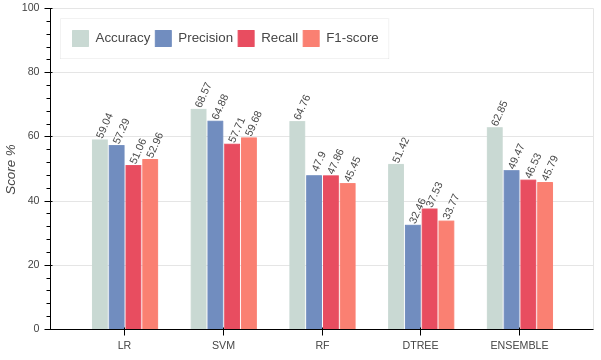 100
80
60
40
20
0
Score %
Accuracy Precision Recall F1-score
59.04 57.29 51.06 52.96
68.57 64.88 57.71 59.68
64.76 47.9 47.86 45.45
51.42 32.46 37.53 33.77
62.85 49.47 46.53 45.79
LR SVM RF DTREE ENSEMBLE